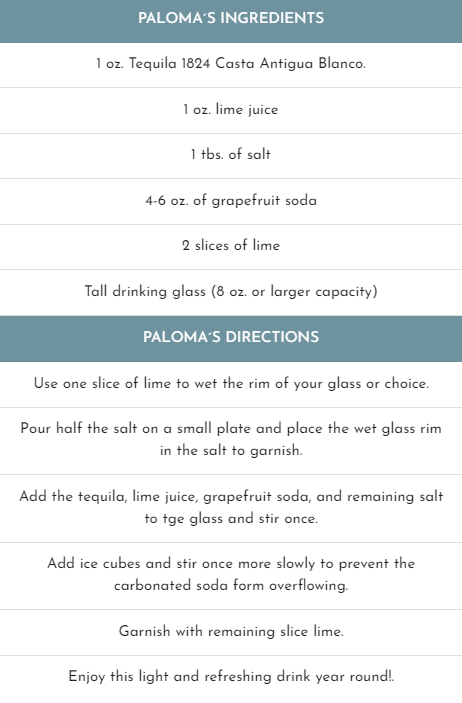 PALOMA´S INGREDIENTS
1 oz. Tequila 1824 Casta Antigua Blanco.
1 oz. lime juice
1 tbs. of salt
4-6 oz. of grapefruit soda
2 slices of lime
Tall drinking glass (8 oz. or larger capacity)
PALOMA´S DIRECTIONS
Use one slice of lime to wet the rim of your glass or choice.
Pour half the salt on a small plate and place the wet glass rim
in the salt to garnish.
Add the tequila, lime juice, grapefruit soda, and remaining salt
to tge glass and stir once.
Add ice cubes and stir once more slowly to prevent the
carbonated soda form overflowing.
Garnish with remaining slice lime.
Enjoy this light and refreshing drink year round!.